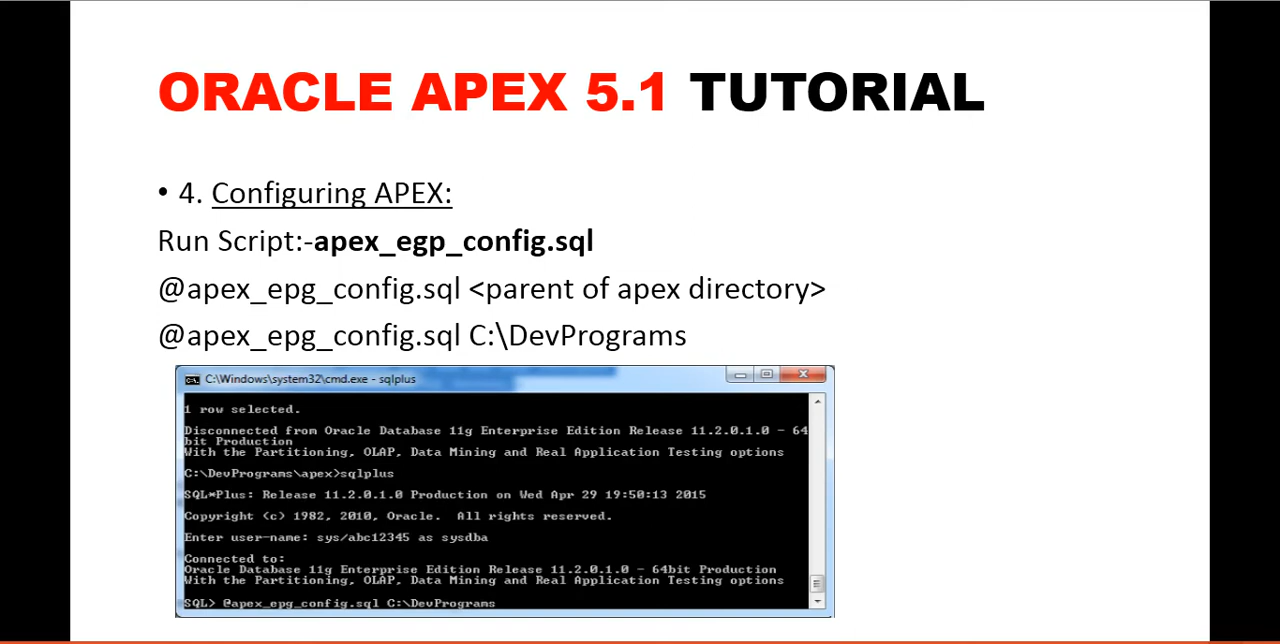 ORACLE APEX 5.1 TUTORIAL
• 4. Configuring APEX:
Run Script:-apex_egp_config.sql
@apex_epg_config.sql <parent of apex directory>
@apex_epg_config.sql C:\DevPrograms
C:\Windows\system32\cmd.exe - sqlplus
1 row selected.
Disconnected from Oracle Database 11g Enterprise Edition Release 11.2.0.1.0 - 64
bit Production
With the Partitioning, OLAP, Data Mining and Real Application Testing options
C:\DevPrograms\apex>sqlplus
SQL*Plus: Release 11.2.0.1.0 Production on Wed Apr 29 19:50:13 2015
Copyright (c) 1982, 2010, Oracle.  All rights reserved.
Enter user-name: sys/abc12345 as sysdba
Connected to:
Oracle Database 11g Enterprise Edition Release 11.2.0.1.0 - 64bit Production
With the Partitioning, OLAP, Data Mining and Real Application Testing options
SQL> @apex_epg_config.sql C:\DevPrograms